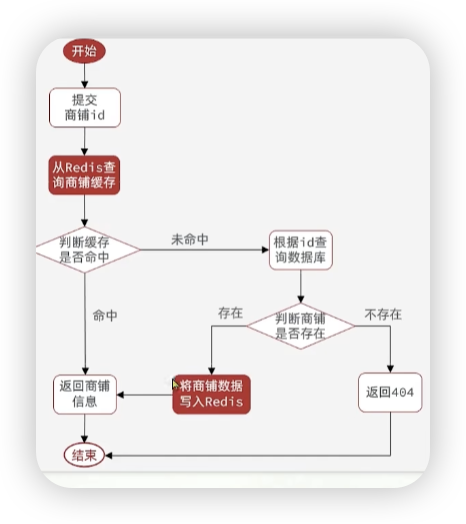 开始
提交
商铺id
从Redis查
询商铺缓存
判断缓存
是否命中
未命中
根据id查
询数据库
命中
判断商铺
是否存在
存在
不存在
返回商铺
信息
将商铺数据
写入Redis
返回404
结束